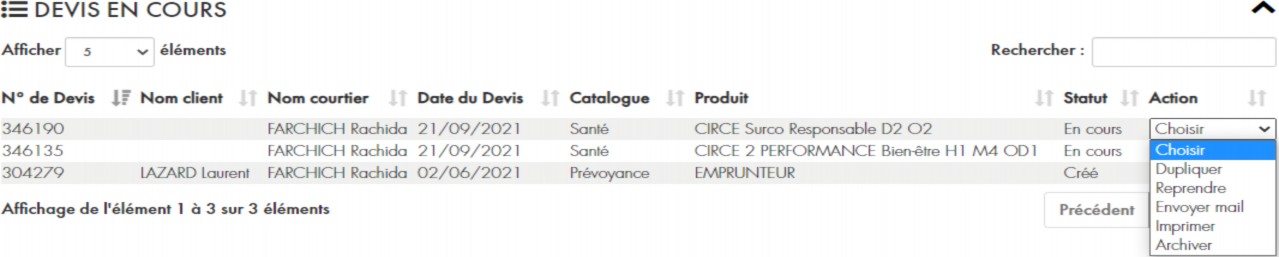 DEVIS EN COURS
Afficher 5 éléments Rechercher :
N° de Devis Nom client Nom courtier Date du Devis Catalogue Produit Statut Action
346190 FARCHICH Rachida 21/09/2021 Santé CIRCE Surco Responsable D2 O2 En cours Choisir
346135 FARCHICH Rachida 21/09/2021 Santé CIRCE 2 PERFORMANCE Bien-être H1 M4 OD1 En cours Choisir
304279 LAZARD Laurent FARCHICH Rachida 02/06/2021 Prévoyance EMPRUNTEUR Créé Dupliquer
Reprendre
Affichage de l'élément 1 à 3 sur 3 éléments Précédent Envoyer mail
Imprimer
Archiver